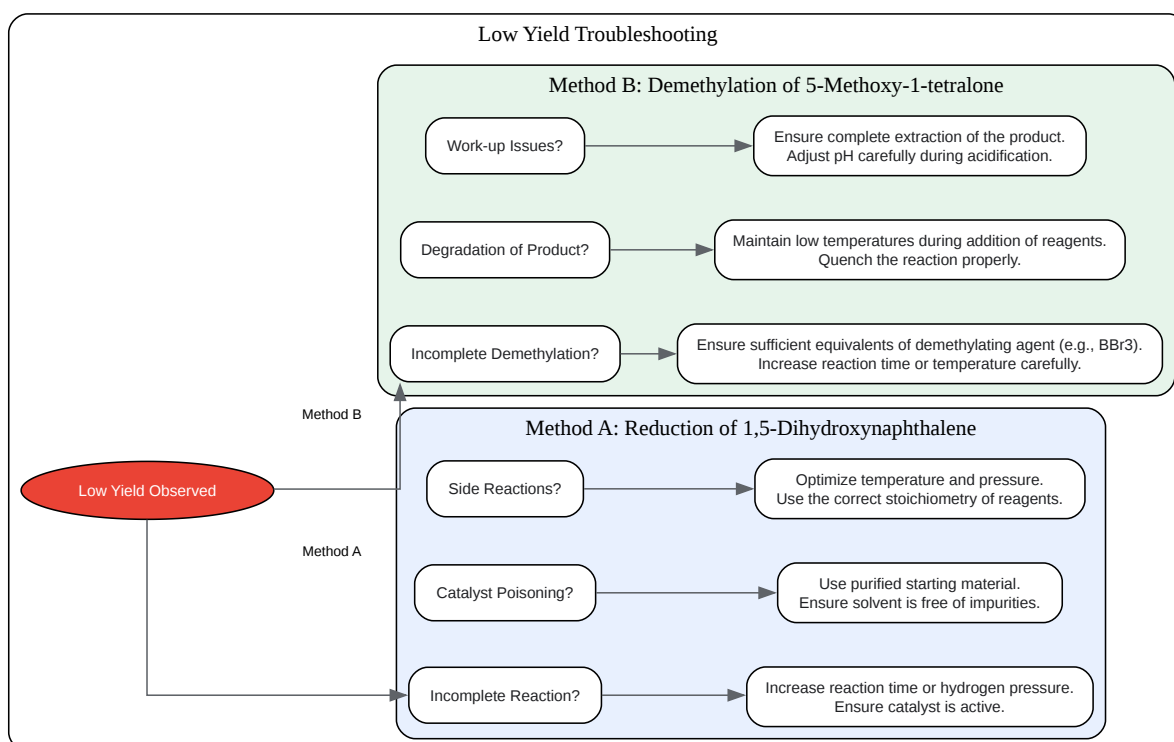 Low Yield Troubleshooting
Method B: Demethylation of 5-Methoxy-1-tetralone
Work-up Issues?
Ensure complete extraction of the product.
Adjust pH carefully during acidification.
Degradation of Product?
Maintain low temperatures during addition of reagents.
Quench the reaction properly.
Incomplete Demethylation?
Ensure sufficient equivalents of demethylating agent (e.g., BBr3).
Increase reaction time or temperature carefully.
Method B
Method A: Reduction of 1,5-Dihydroxynaphthalene
Low Yield Observed
Side Reactions?
Optimize temperature and pressure.
Use the correct stoichiometry of reagents.
Method A
Catalyst Poisoning?
Use purified starting material.
Ensure solvent is free of impurities.
Incomplete Reaction?
Increase reaction time or hydrogen pressure.
Ensure catalyst is active.